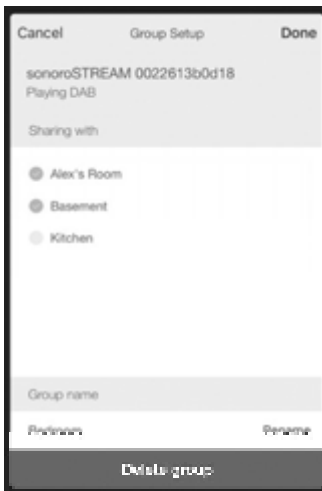 Cancel Group Setup Done
sonoroSTREAM 0022613b0d18
Playing DAB
Sharing with
Alex's Room
Basement
Kitchen
Group name
Bedroom Rename
Delete group